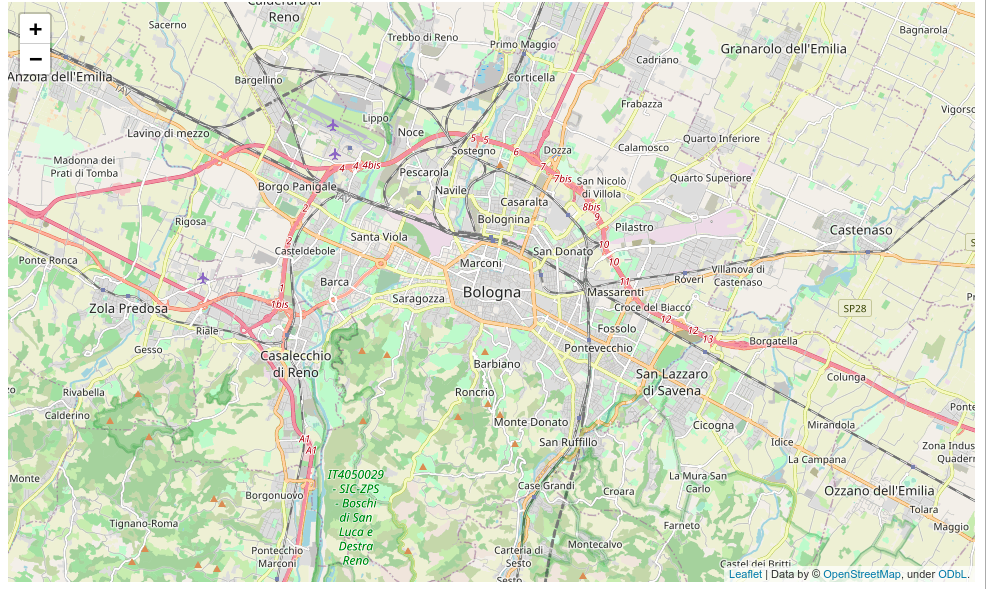 Calderara di
Reno
Sacerno
Trebbo di Reno
Primo Maggio
Granarolo dell'Emilia
Bagnarola
+
−
Anzola dell'Emilia
TAV
Bargellino
Corticella
Cadriano
Lippo
Frabazza
Vigorso
Lavino di mezzo
Noce
5
5
Sostegno
6
Dozza
Calamosco
Quarto Inferiore
Madonna dei
Prati di Tomba
4
4-4bis
7
Pescarola
7bis
San Nicolò
di Villola
Quarto Superiore
Borgo Panigale
TAV
Navile
Casaralta
8bis
9
2
Rigosa
Bolognina
Pilastro
Castenaso
Santa Viola
2
Casteldebole
San Donato
10
10
Ponte Ronca
Marconi
Villanova di
Castenaso
Barca
1
11
Roveri
Massarenti
Bologna
Saragozza
1bis
Zola Predosa
Croce del Biacco
SP28
Riale
12
12
13
Fossolo
Borgatella
Gesso
Casalecchio
di Reno
Pontevecchio
Barbiano
San Lazzaro
di Savena
Colunga
Rivabella
Roncrio
Calderino
Monte Donato
Cicogna
Mirandola
Ponte
A1
A1
San Ruffillo
Idice
Zona Indus
Quadern
La Campana
IT4050029
- SIC-ZPS
- Boschi
di San
Luca e
Destra
Reno
Monte
La Mura San
Carlo
Case Grandi
Croara
Ozzano dell'Emilia
Borgonuovo
Tolara
Tignano-Roma
Farneto
Maggio
Montecalvo
Pontecchio
Marconi
Carteria di
Sesto
Sesto
Castel dei Britti
Leaflet | Data by © OpenStreetMap, under ODbL.